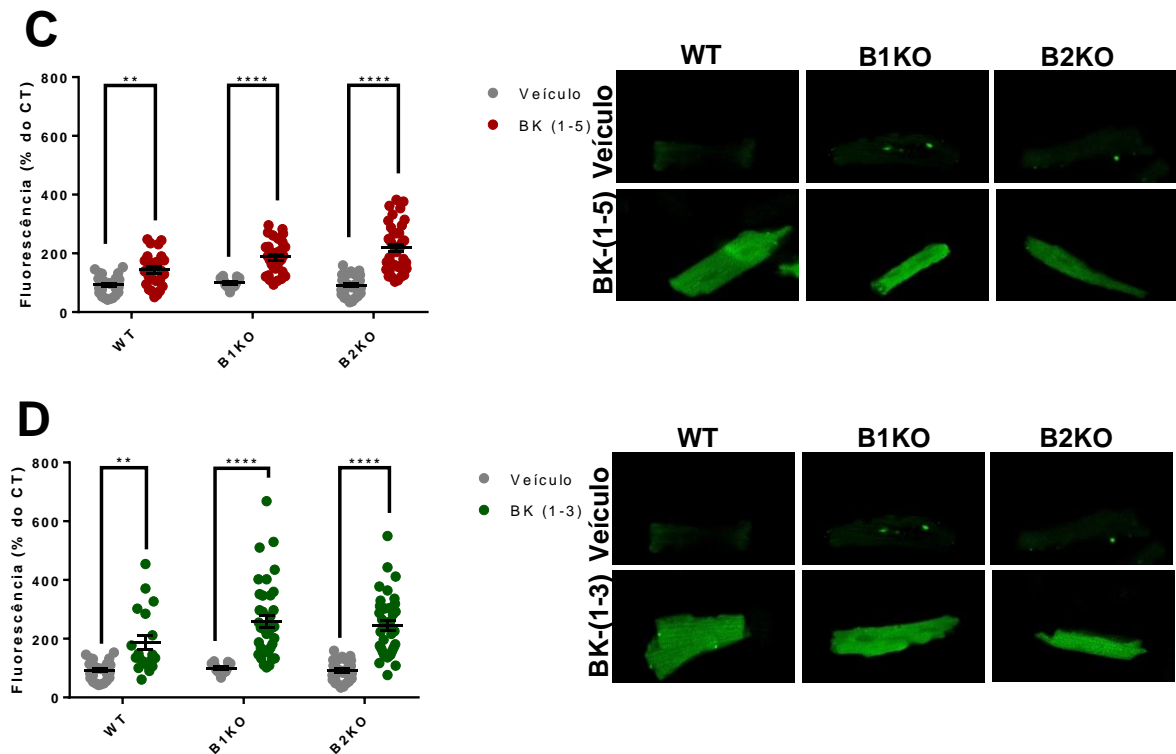 C
Fluorescência (% do CT)
800
600
400
200
0
**
****
****
WT
B1KO
B2KO
Veículo
BK (1-5)
WT
B1KO
B2KO
Veículo
BK-(1-5)
D
Fluorescência (% do CT)
800
600
400
200
0
**
****
****
WT
B1KO
B2KO
Veículo
BK (1-3)
WT
B1KO
B2KO
Veículo
BK-(1-3)